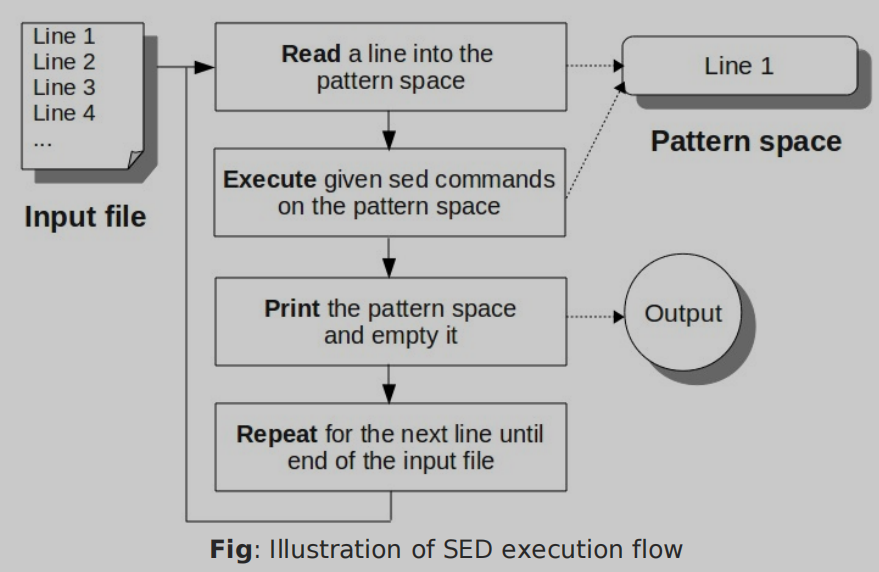 Line 1
Line 2
Line 3
Line 4
...
Input file
Read a line into the
pattern space
Line 1
Pattern space
Execute given sed commands
on the pattern space
Print the pattern space
and empty it
Output
Repeat for the next line until
end of the input file
Fig: Illustration of SED execution flow